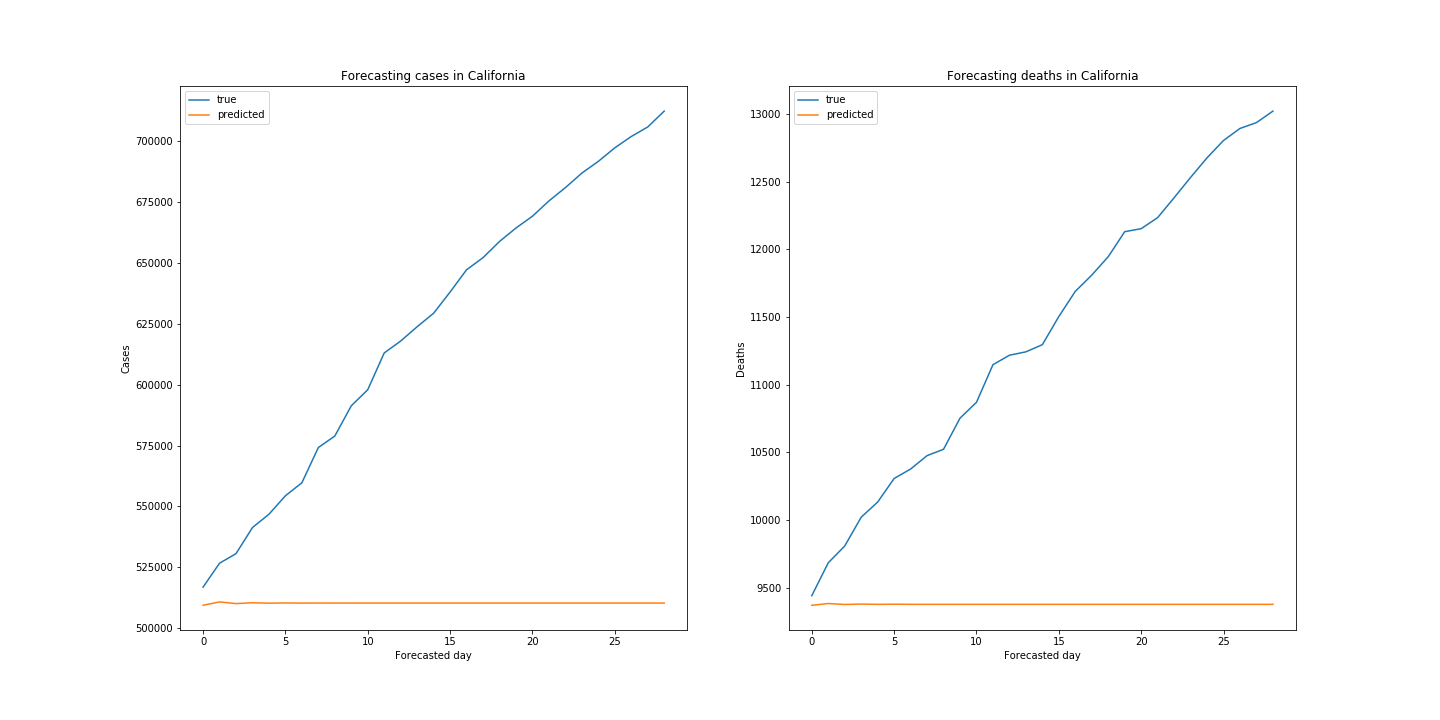 Forecasting cases in California
true
predicted
700000
675000
650000
625000
600000
575000
550000
525000
500000
Cases
0 5 10 15 20 25
Forecasted day
Forecasting deaths in California
true
predicted
13000
12500
12000
11500
11000
10500
10000
9500
Deaths
0 5 10 15 20 25
Forecasted day